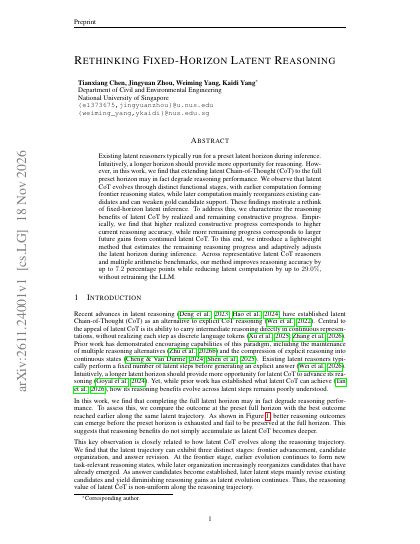 Preprint
RETHINKING FIXED-HORIZON LATENT REASONING
Tianxiang Chen, Jingyuan Zhou, Weiming Yang, Kaidi Yang*
Department of Civil and Environmental Engineering
National University of Singapore
{e1373675,jingyuanzhou}@u.nus.edu
{weiming_yang,ykaidi}@nus.edu.sg
ABSTRACT
Existing latent reasoners typically run for a preset latent horizon during inference.
Intuitively, a longer horizon should provide more opportunity for reasoning. How-
ever, in this work, we find that extending latent Chain-of-Thought (CoT) to the full
preset horizon may in fact degrade reasoning performance. We observe that latent
CoT evolves through distinct functional stages, with earlier computation forming
frontier reasoning states, while later computation mainly reorganizes existing can-
didates and can weaken gold candidate support. These findings motivate a rethink
of fixed-horizon latent inference. To address this, we characterize the reasoning
benefits of latent CoT by realized and remaining constructive progress. Empir-
ically, we find that higher realized constructive progress corresponds to higher
current reasoning accuracy, while more remaining progress corresponds to larger
future gains from continued latent CoT. To this end, we introduce a lightweight
method that estimates the remaining reasoning progress and adaptively adjusts
the latent horizon during inference. Across representative latent CoT reasoners
and multiple arithmetic benchmarks, our method improves reasoning accuracy by
up to 7.2 percentage points while reducing latent computation by up to 29.0%,
without retraining the LLM.
1 INTRODUCTION
Recent advances in latent reasoning (Deng et al., 2023; Hao et al., 2024) have established latent
Chain-of-Thought (CoT) as an alternative to explicit CoT reasoning (Wei et al., 2022). Central to
the appeal of latent CoT is its ability to carry intermediate reasoning directly in continuous represen-
tations, without realizing each step as discrete language tokens (Xu et al., 2025; Zhang et al., 2026).
Prior work has demonstrated encouraging capabilities of this paradigm, including the maintenance
of multiple reasoning alternatives (Zhu et al., 2026b) and the compression of explicit reasoning into
continuous states (Cheng & Van Durme, 2024; Shen et al., 2025). Existing latent reasoners typi-
cally perform a fixed number of latent steps before generating an explicit answer (Wei et al., 2026).
Intuitively, a longer horizon should provide more opportunity for latent CoT to advance its rea-
soning (Goyal et al., 2024). Yet, while prior work has established what latent CoT can achieve (Tan
et al., 2026), how its reasoning benefits evolve across latent steps remains poorly understood.
In this work, we find that completing the full latent horizon may in fact degrade reasoning perfor-
mance. To assess this, we compare the outcome at the preset full horizon with the best outcome
reached earlier along the same latent trajectory. As shown in Figure 1, better reasoning outcomes
can emerge before the preset horizon is exhausted and fail to be preserved at the full horizon. This
suggests that reasoning benefits do not simply accumulate as latent CoT becomes deeper.
This key observation is closely related to how latent CoT evolves along the reasoning trajectory.
We find that the latent trajectory can exhibit three distinct stages: frontier advancement, candidate
organization, and answer revision. At the frontier stage, earlier evolution continues to form new
task-relevant reasoning states, while later organization increasingly reorganizes candidates that have
already emerged. As answer candidates become established, later latent steps mainly revise existing
candidates and yield diminishing reasoning gains as latent evolution continues. Thus, the reasoning
value of latent CoT is non-uniform along the reasoning trajectory.
*Corresponding author.
1
arXiv:2611.24001v1 [cs.LG] 18 Nov 2026